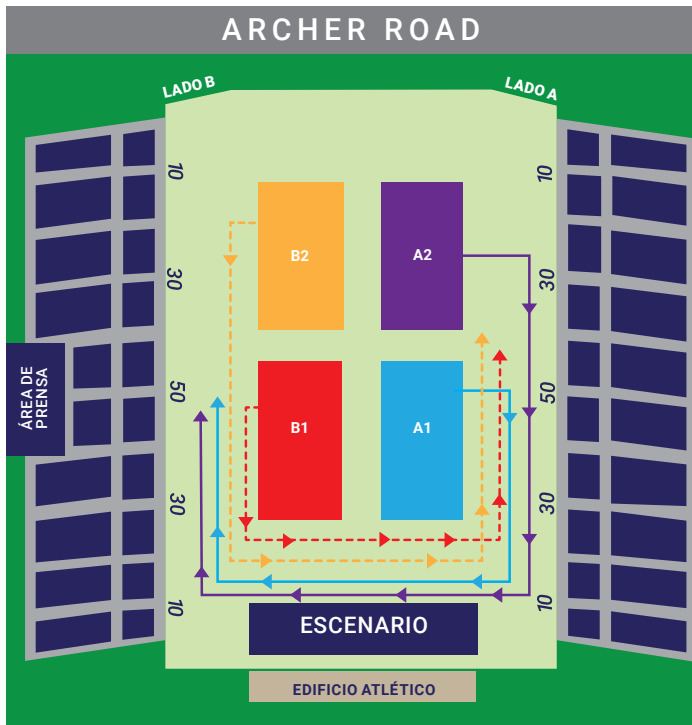 ARCHER ROAD
LADO B
LADO A
10
10
B2
A2
30
30
ÁREA DE
PRENSA
50
50
B1
A1
30
30
10
10
ESCENARIO
EDIFICIO ATLÉTICO